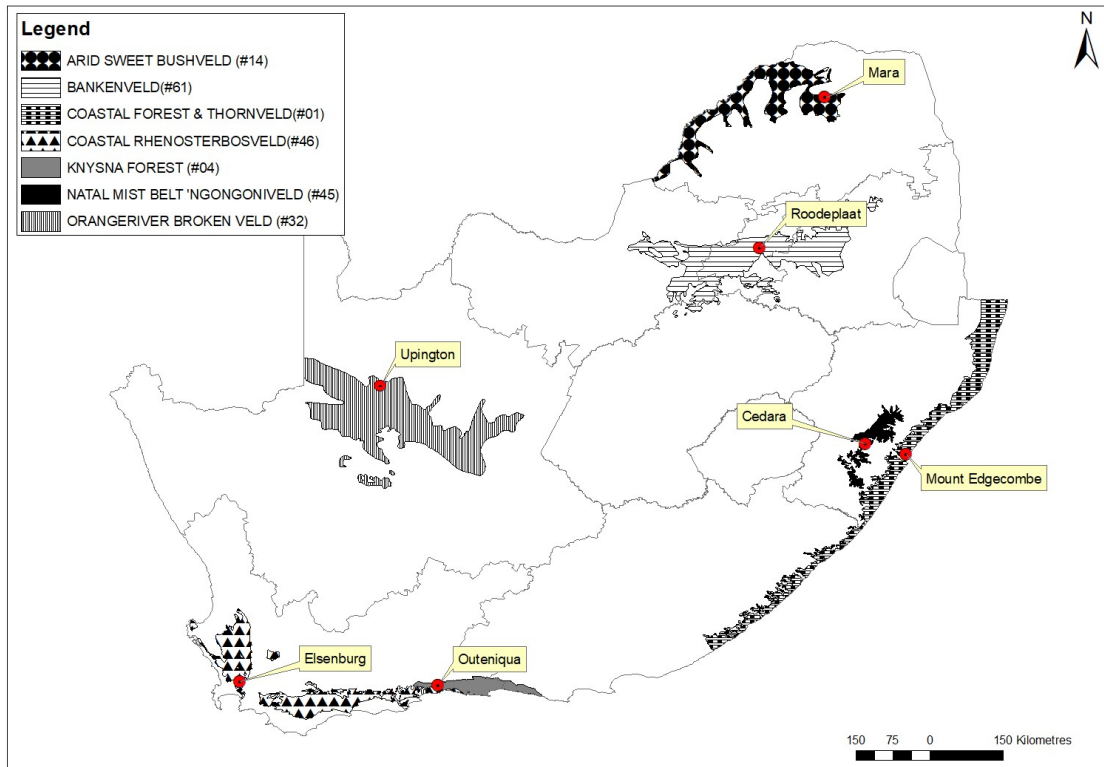 Legend
ARID SWEET BUSHVELD (#14)
BANKENVELD(#61)
COASTAL FOREST & THORNVELD(#01)
COASTAL RHENOSTERBOSVELD(#46)
KNYSNA FOREST (#04)
NATAL MIST BELT 'NGONGONIVELD (#45)
ORANGERIVER BROKEN VELD (#32)
N
Mara
Roodeplaat
Upington
Cedara
Mount Edgecombe
Elsenburg
Outeniqua
150 75 0 150 Kilometres